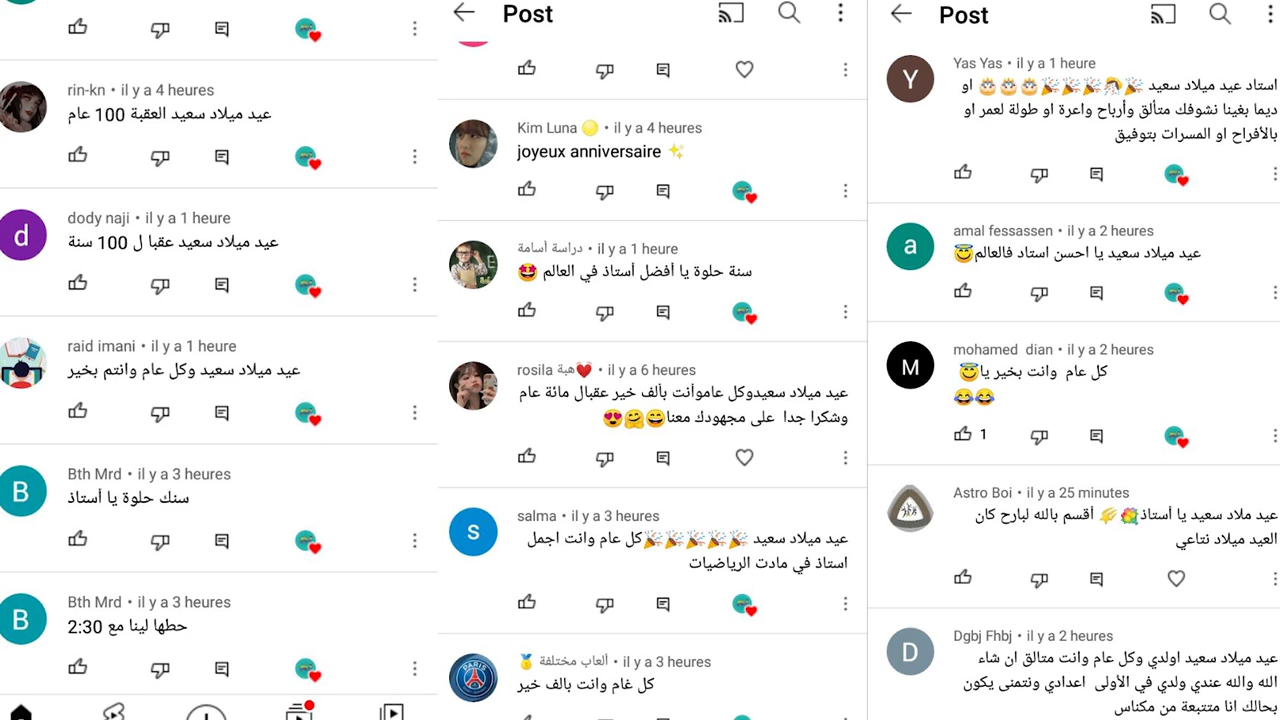 rin-kn • il y a 4 heures
عيد ميلاد سعيد العقبة 100 عام
dody naji • il y a 1 heure
عيد ميلاد سعيد عقبا ل 100 سنة
raid imani • il y a 1 heure
عيد ميلاد سعيد وكل عام وانتم بخير
Bth Mrd • il y a 3 heures
سنك حلوة يا أستاذ
Bth Mrd • il y a 3 heures
حطها لينا مع 2:30
Post
Kim Luna 🟡 • il y a 4 heures
joyeux anniversaire ✨
دراسة أسامة • il y a 1 heure
سنة حلوة يا أفضل أستاذ في العالم 🤩
rosila هبة💓 • il y a 6 heures
عيد ميلاد سعيدوكل عاموأنت بألف خير عقبال مائة عام
وشكرا جدا على مجهودك معنا😄🤗😍
salma • il y a 3 heures
عيد ميلاد سعيد 🎉🎉🎉🎉🎉كل عام وانت اجمل
استاذ في مادت الرياضيات
ألعاب مختلفة 🥇 • il y a 3 heures
كل غام وانت بالف خير
Post
Yas Yas • il y a 1 heure
استاد عيد ميلاد سعيد 🎉🎊🎉🎉🎉🎂🎂🎂 او
ديما بغينا نشوفك متألق وأرباح واعرة او طولة لعمر او
بالأفراح او المسرات بتوفيق
amal fessassen • il y a 2 heures
عيد ميلاد سعيد يا احسن استاد فالعالم😇
mohamed dian • il y a 2 heures
كل عام وانت بخير يا😇
😂😂
1
Astro Boi • il y a 25 minutes
عيد ملاد سعيد يا أستاذ💐 أقسم بالله لبارح كان
العيد ميلاد نتاعي
Dgbj Fhbj • il y a 2 heures
عيد ميلاد سعيد اولدي وكل عام وانت متالق ان شاء
الله والله عندي ولدي في الأولى اعدادي ونتمنى يكون
بحالك انا متتبعة من مكناس